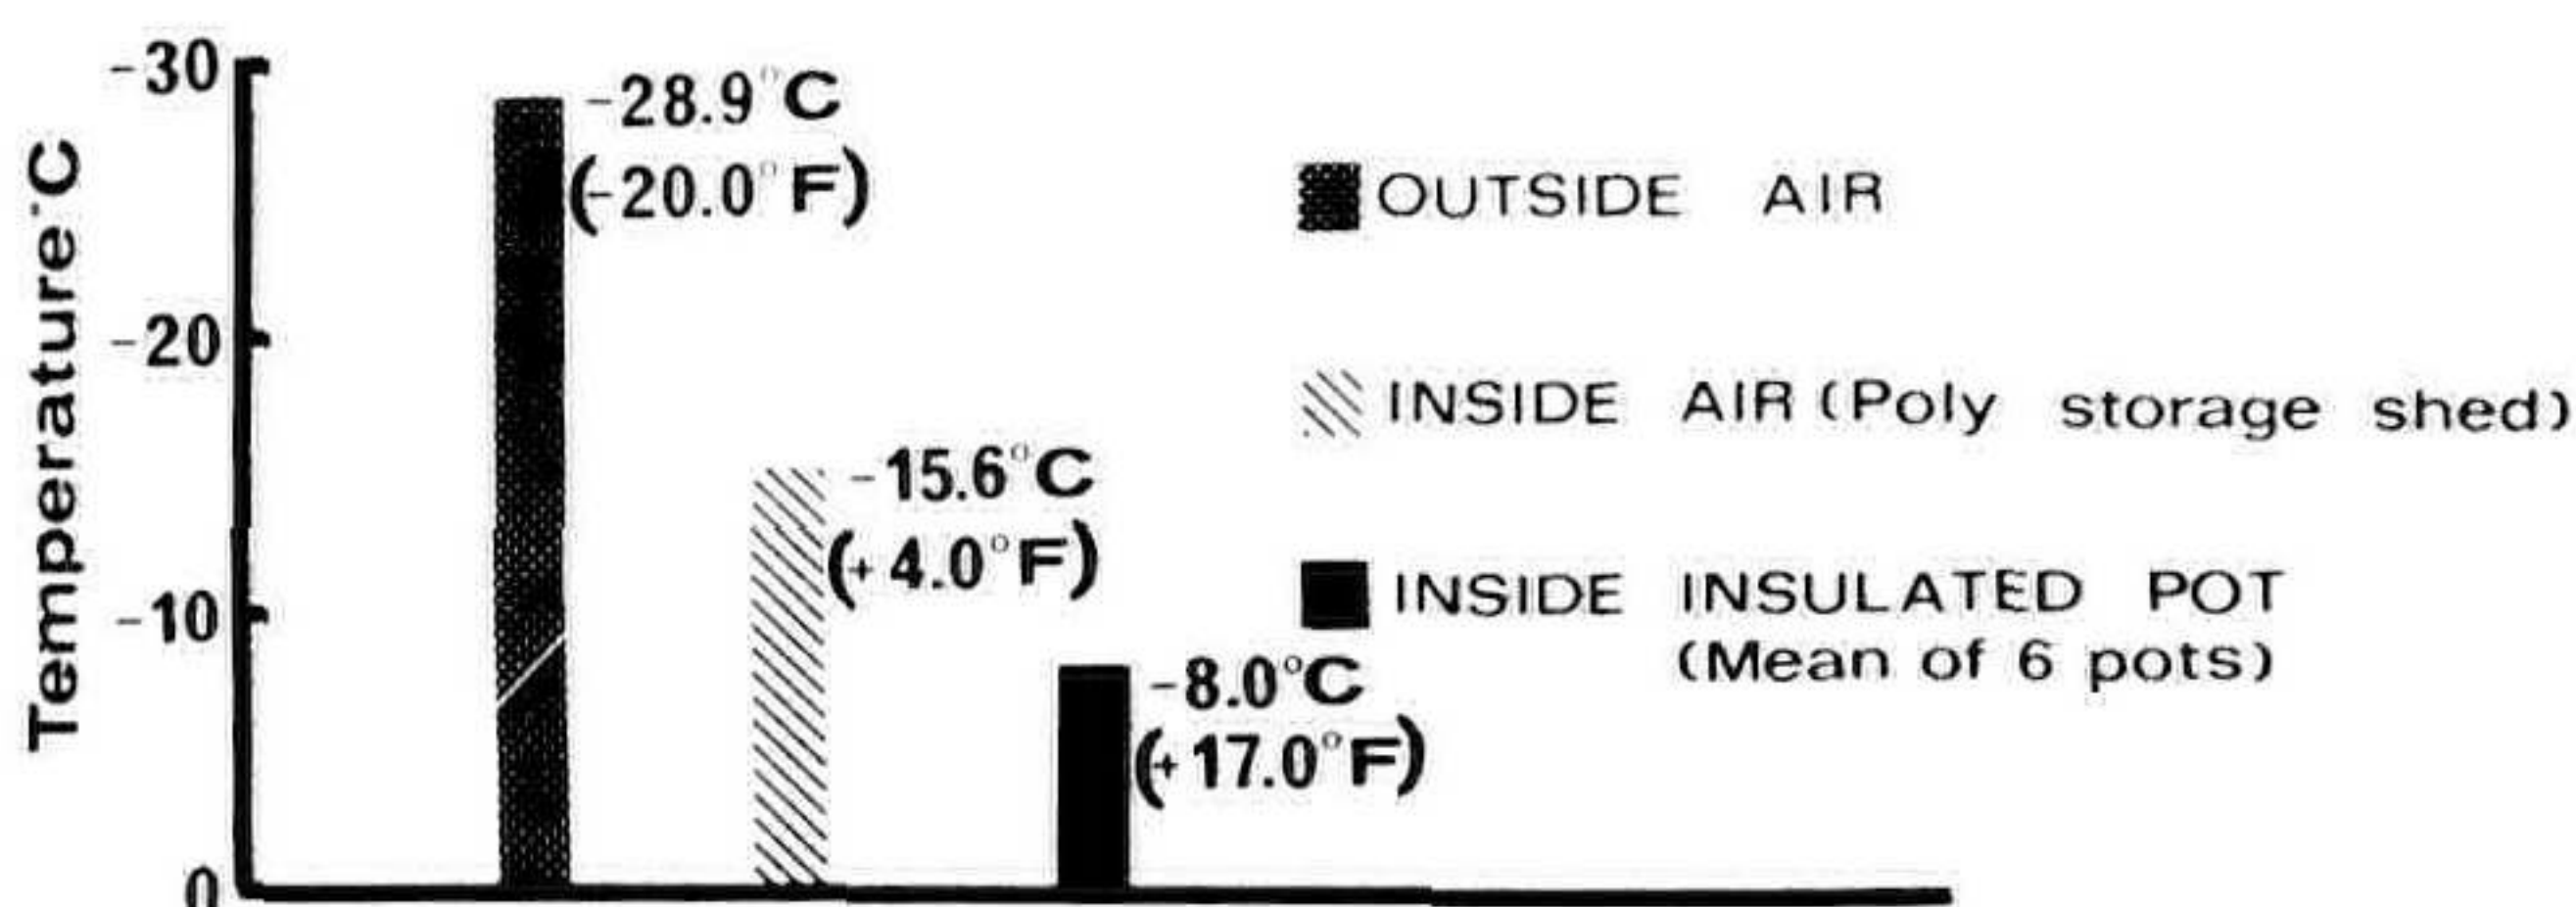 Temperature °C
-30
-20
-10
0
-28.9°C
(-20.0°F)
-15.6°C
(+4.0°F)
-8.0°C
(+17.0°F)
OUTSIDE AIR
INSIDE AIR (Poly storage shed)
INSIDE INSULATED POT
(Mean of 6 pots)